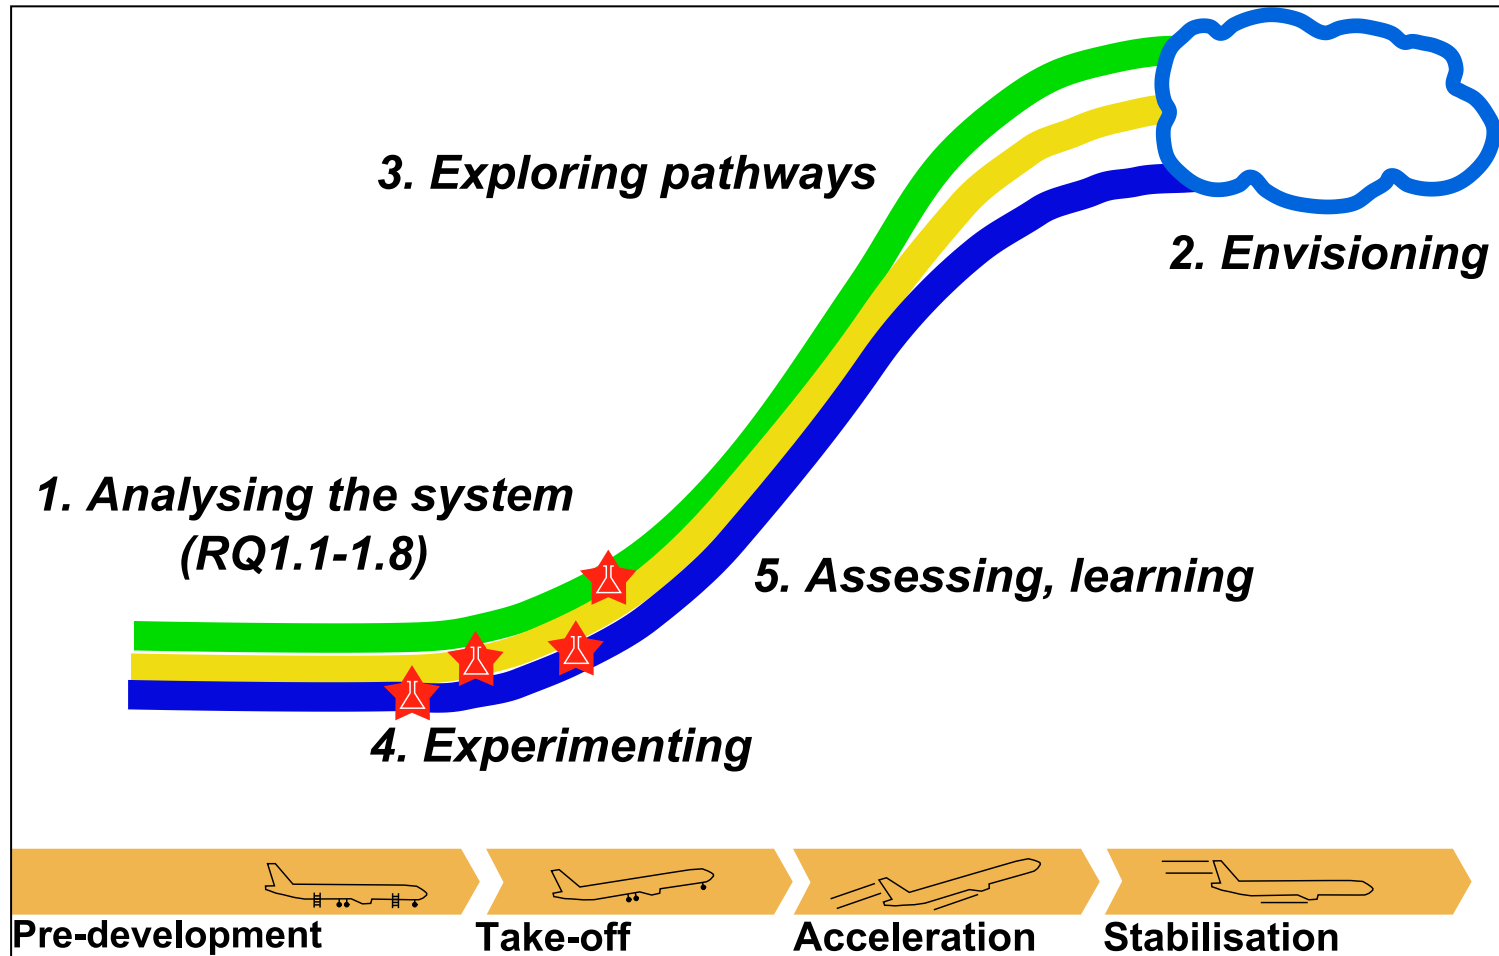 3. Exploring pathways
2. Envisioning
1. Analysing the system
(RQ1.1-1.8)
5. Assessing, learning
4. Experimenting
Pre-development
Take-off
Acceleration
Stabilisation